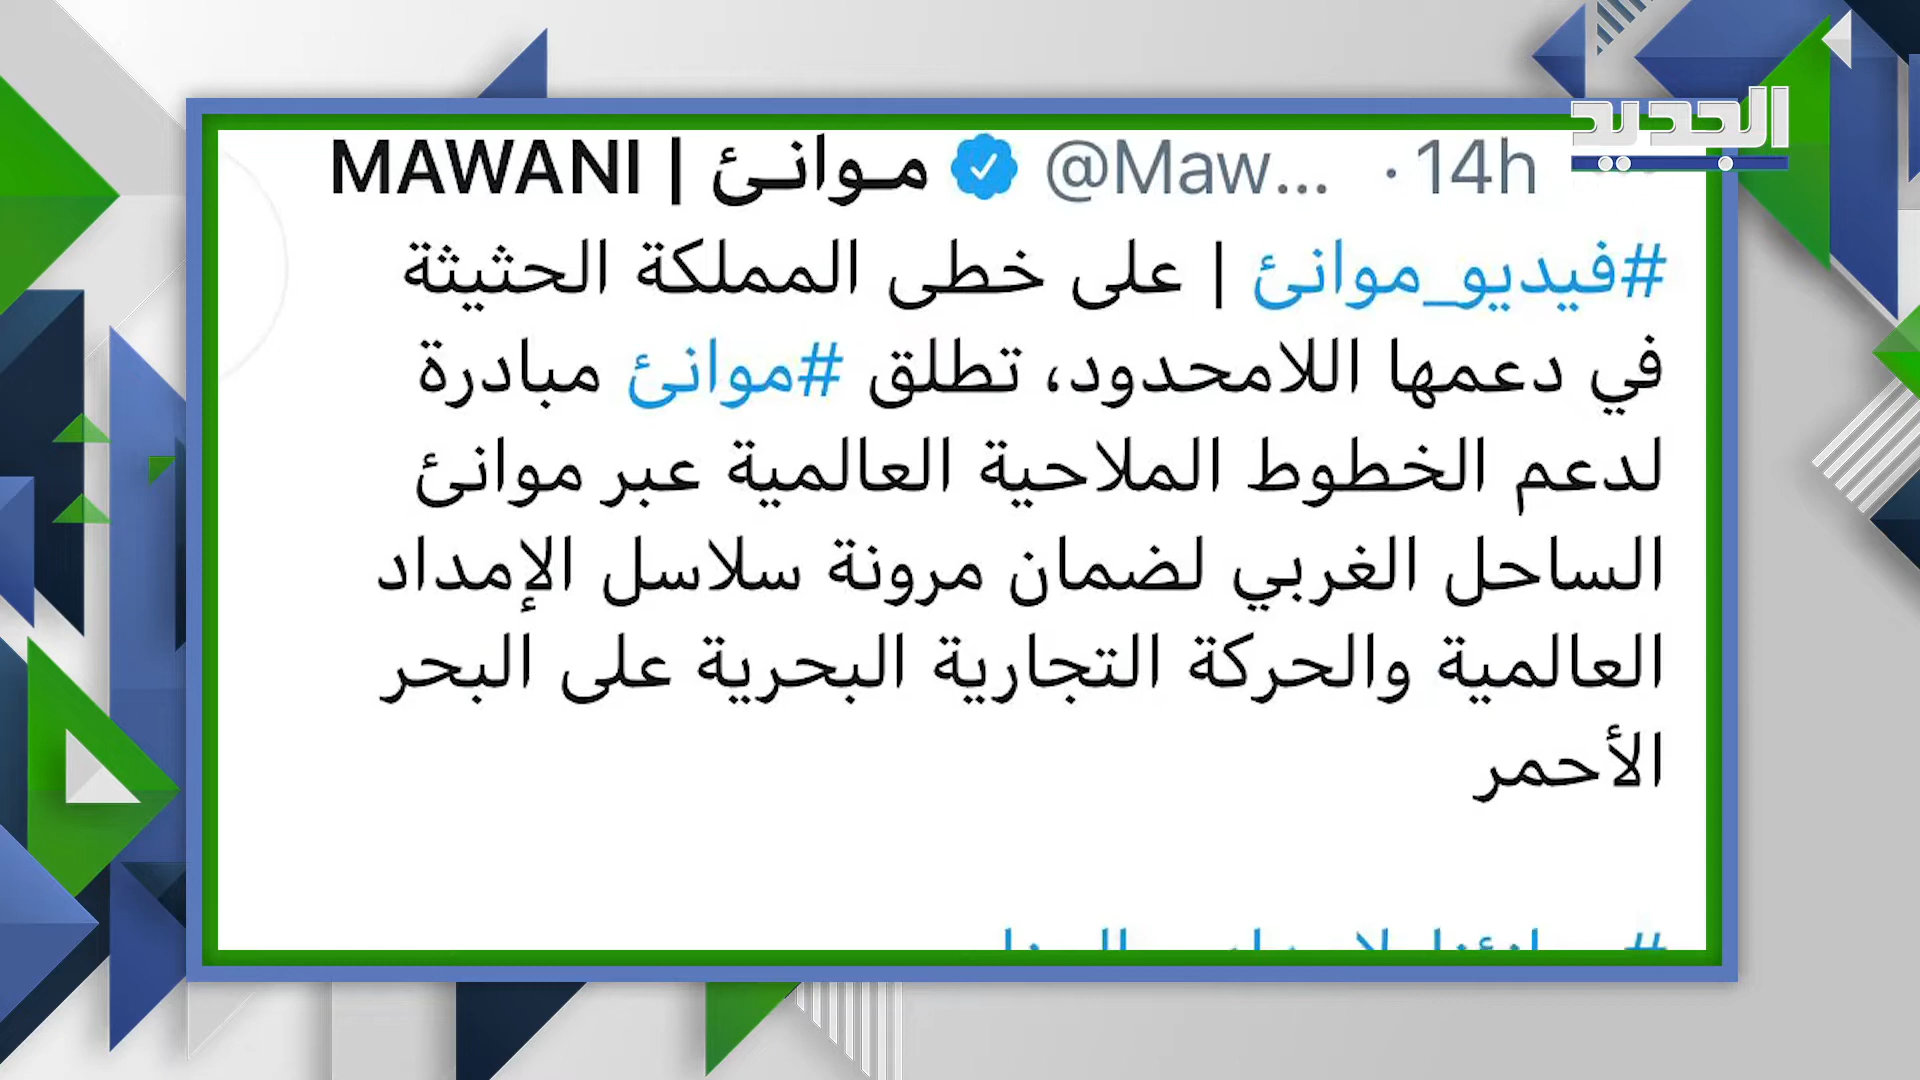 الجديد
MAWANI | مـوانـئ @Maw... · 14h
#فيديو_موانئ | على خطى المملكة الحثيثة
في دعمها اللامحدود، تطلق #موانئ مبادرة
لدعم الخطوط الملاحية العالمية عبر موانئ
الساحل الغربي لضمان مرونة سلاسل الإمداد
العالمية والحركة التجارية البحرية على البحر
الأحمر